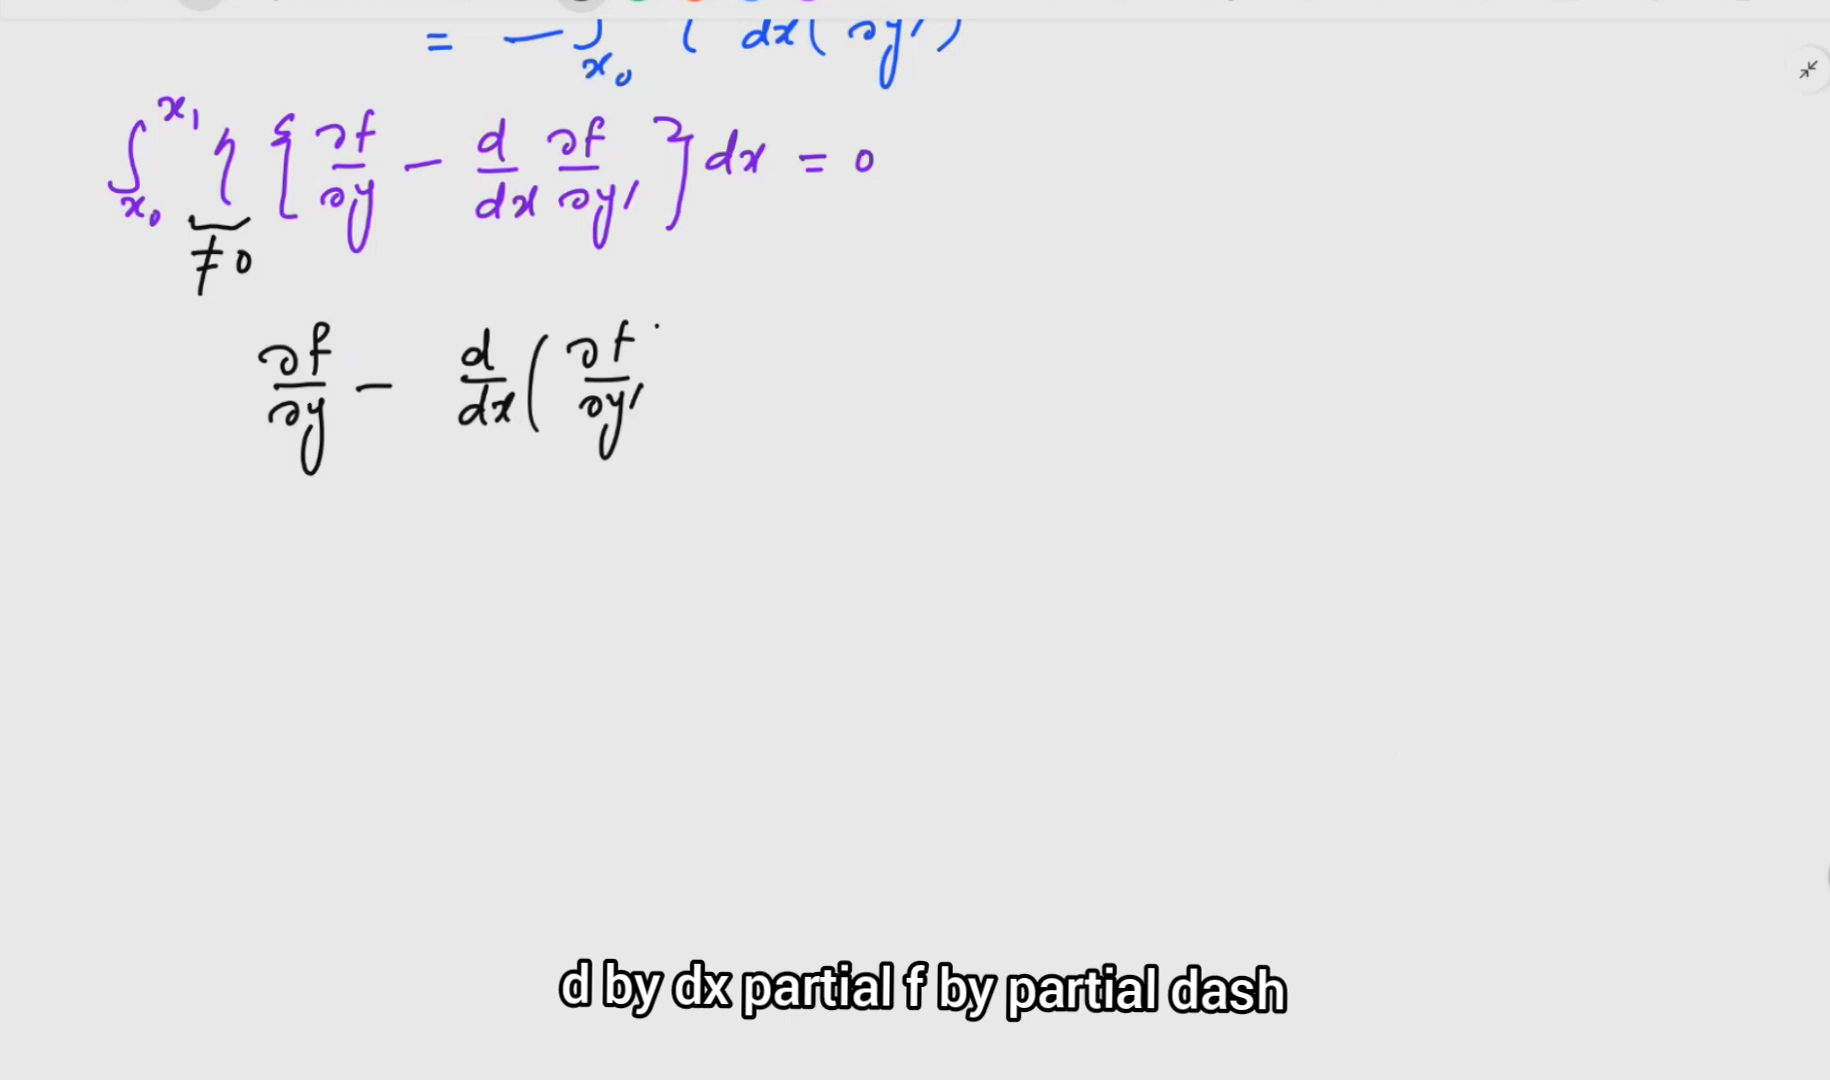 = - ∫x₀ ( dx( ∂y' )
∫x₀^x₁ η { ∂f/∂y - d/dx ∂f/∂y' } dx = 0
≠ 0
∂f/∂y - d/dx ( ∂f/∂y'
d by dx partial f by partial dash